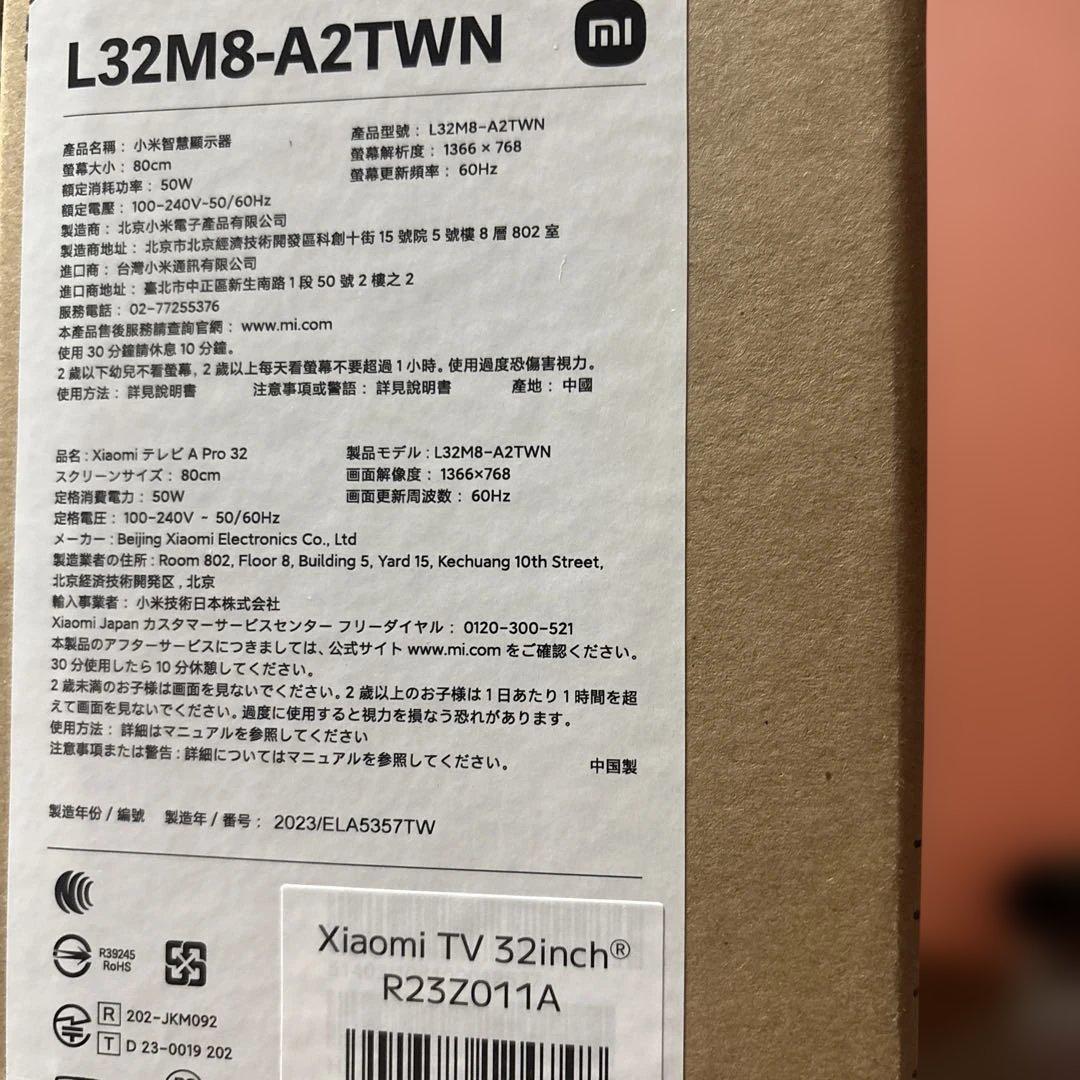 L32M8-A2TWN
mi
產品名稱：小米智慧顯示器 產品型號：L32M8-A2TWN
螢幕大小：80cm 螢幕解析度：1366 × 768
額定消耗功率：50W 螢幕更新頻率：60Hz
額定電壓：100-240V~50/60Hz
製造商：北京小米電子產品有限公司
製造商地址：北京市北京經濟技術開發區科創十街 15 號院 5 號樓 8 層 802 室
進口商：台灣小米通訊有限公司
進口商地址：臺北市中正區新生南路 1 段 50 號 2 樓之 2
服務電話：02-77255376
本產品售後服務請查詢官網：www.mi.com
使用 30 分鐘請休息 10 分鐘。
2 歲以下幼兒不看螢幕，2 歲以上每天看螢幕不要超過 1 小時。使用過度恐傷害視力。
使用方法：詳見說明書 注意事項或警語：詳見說明書 產地：中國
品名：Xiaomi テレビ A Pro 32 製品モデル：L32M8-A2TWN
スクリーンサイズ：80cm 画面解像度：1366×768
定格消費電力：50W 画面更新周波数：60Hz
定格電圧：100-240V ~ 50/60Hz
メーカー：Beijing Xiaomi Electronics Co., Ltd
製造業者の住所：Room 802, Floor 8, Building 5, Yard 15, Kechuang 10th Street,
北京経済技術開発区 , 北京
輸入事業者：小米技術日本株式会社
Xiaomi Japan カスタマーサービスセンター フリーダイヤル：0120-300-521
本製品のアフターサービスにつきましては、公式サイト www.mi.com をご確認ください。
30 分使用したら 10 分休憩してください。
2 歳未満のお子様は画面を見ないでください。2 歳以上のお子様は 1 日あたり 1 時間を超
えて画面を見ないでください。過度に使用すると視力を損なう恐れがあります。
使用方法：詳細はマニュアルを参照してください
注意事項または警告：詳細についてはマニュアルを参照してください。 中国製
製造年份 / 編號 製造年 / 番号：2023/ELA5357TW
R39245
RoHS
R 202-JKM092
T D 23-0019 202
Xiaomi TV 32inch®
R23Z011A